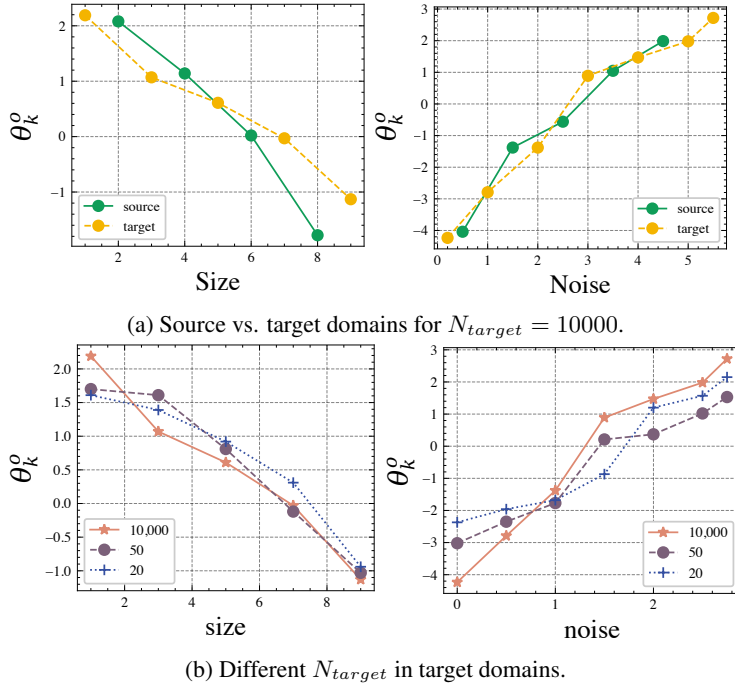 2
1
0
−1
θ_k^o
source
target
2 4 6 8
Size
3
2
1
0
−1
−2
−3
−4
θ_k^o
source
target
0 1 2 3 4 5
Noise
(a) Source vs. target domains for N_target = 10000.
2.0
1.5
1.0
0.5
0.0
−0.5
−1.0
θ_k^o
10,000
50
20
2 4 6 8
size
3
2
1
0
−1
−2
−3
−4
θ_k^o
10,000
50
20
0 1 2
noise
(b) Different N_target in target domains.